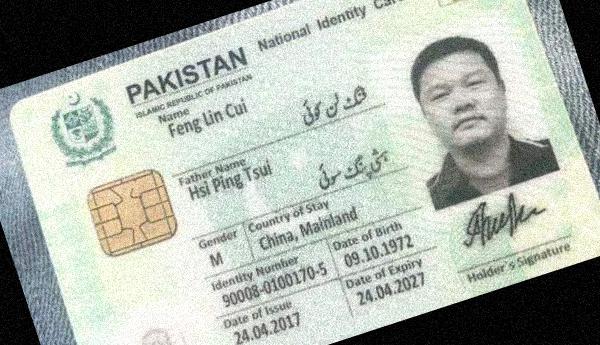 PAKISTAN National Identity Card
ISLAMIC REPUBLIC OF PAKISTAN
Name
Feng Lin Cui
فنگ لن کوئی
Father Name
Hsi Ping Tsui
ہشی پنگ سوئی
Gender Country of Stay
M China, Mainland
Identity Number Date of Birth
90008-0100170-5 09.10.1972
Date of Issue Date of Expiry
24.04.2017 24.04.2027
Holder's Signature